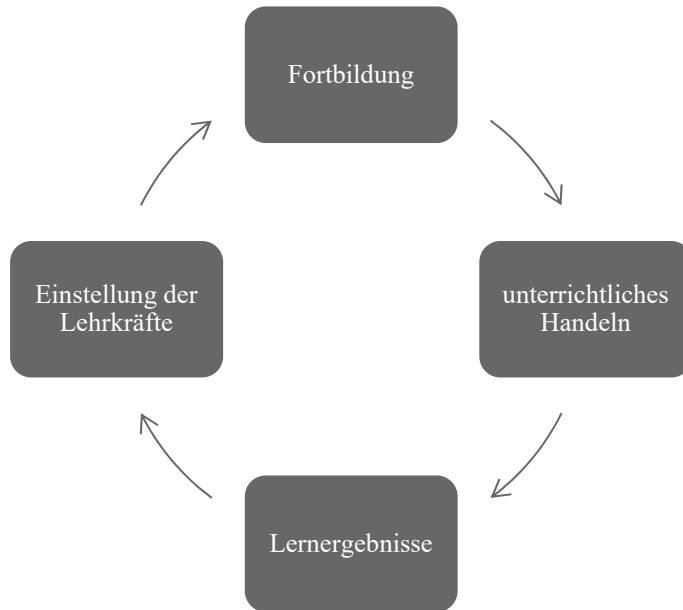 Fortbildung
Einstellung der
Lehrkräfte
unterrichtliches
Handeln
Lernergebnisse